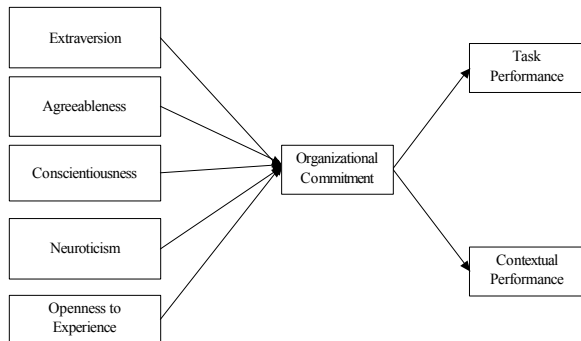 Extraversion
Agreeableness
Conscientiousness
Neuroticism
Openness to
Experience
Organizational
Commitment
Task
Performance
Contextual
Performance